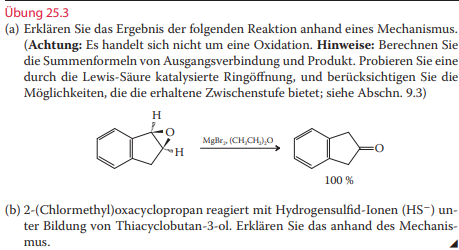 Übung 25.3
(a) Erklären Sie das Ergebnis der folgenden Reaktion anhand eines Mechanismus.
(Achtung: Es handelt sich nicht um eine Oxidation. Hinweise: Berechnen Sie
die Summenformeln von Ausgangsverbindung und Produkt. Probieren Sie eine
durch die Lewis-Säure katalysierte Ringöffnung, und berücksichtigen Sie die
Möglichkeiten, die die erhaltene Zwischenstufe bietet; siehe Abschn. 9.3)
H
O
H
MgBr₂, (CH₃CH₂)₂O
O
100 %
(b) 2-(Chlormethyl)oxacyclopropan reagiert mit Hydrogensulfid-Ionen (HS⁻) un-
ter Bildung von Thiacyclobutan-3-ol. Erklären Sie das anhand des Mechanis-
mus.